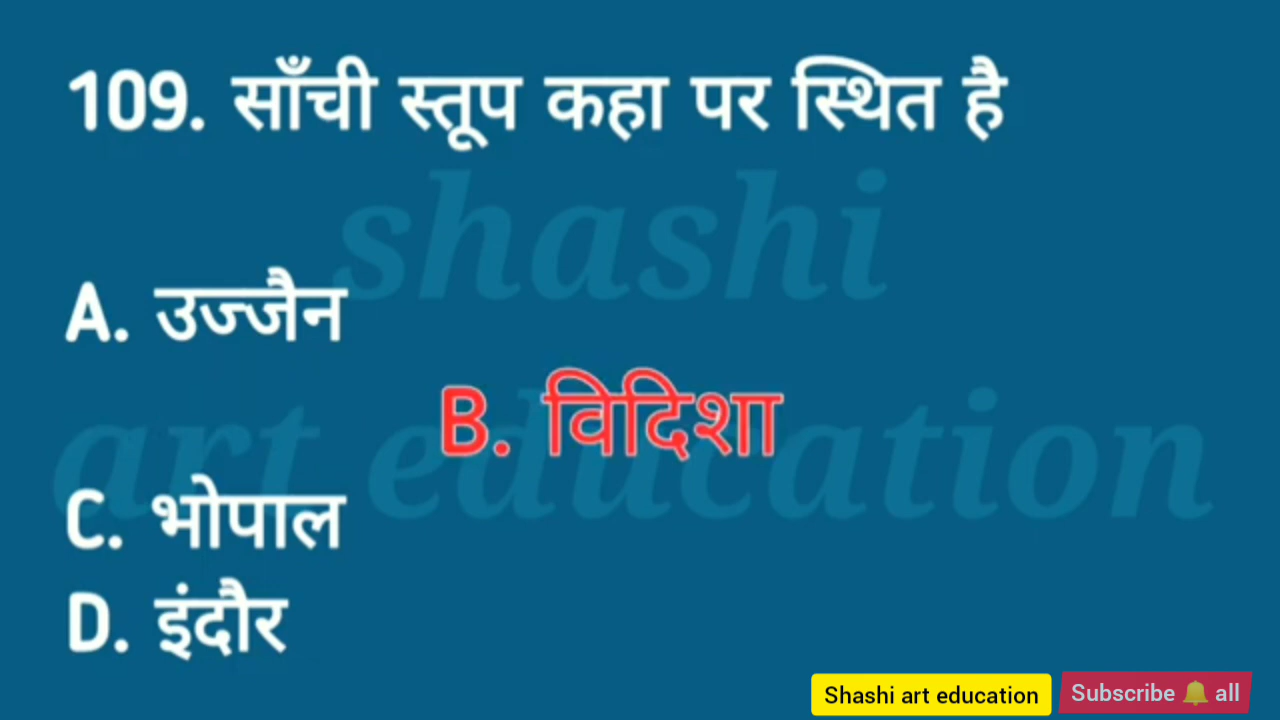 109. साँची स्तूप कहा पर स्थित है
shashi
A. उज्जैन
B. विदिशा
art education
C. भोपाल
D. इंदौर
Shashi art education
Subscribe 🔔 all